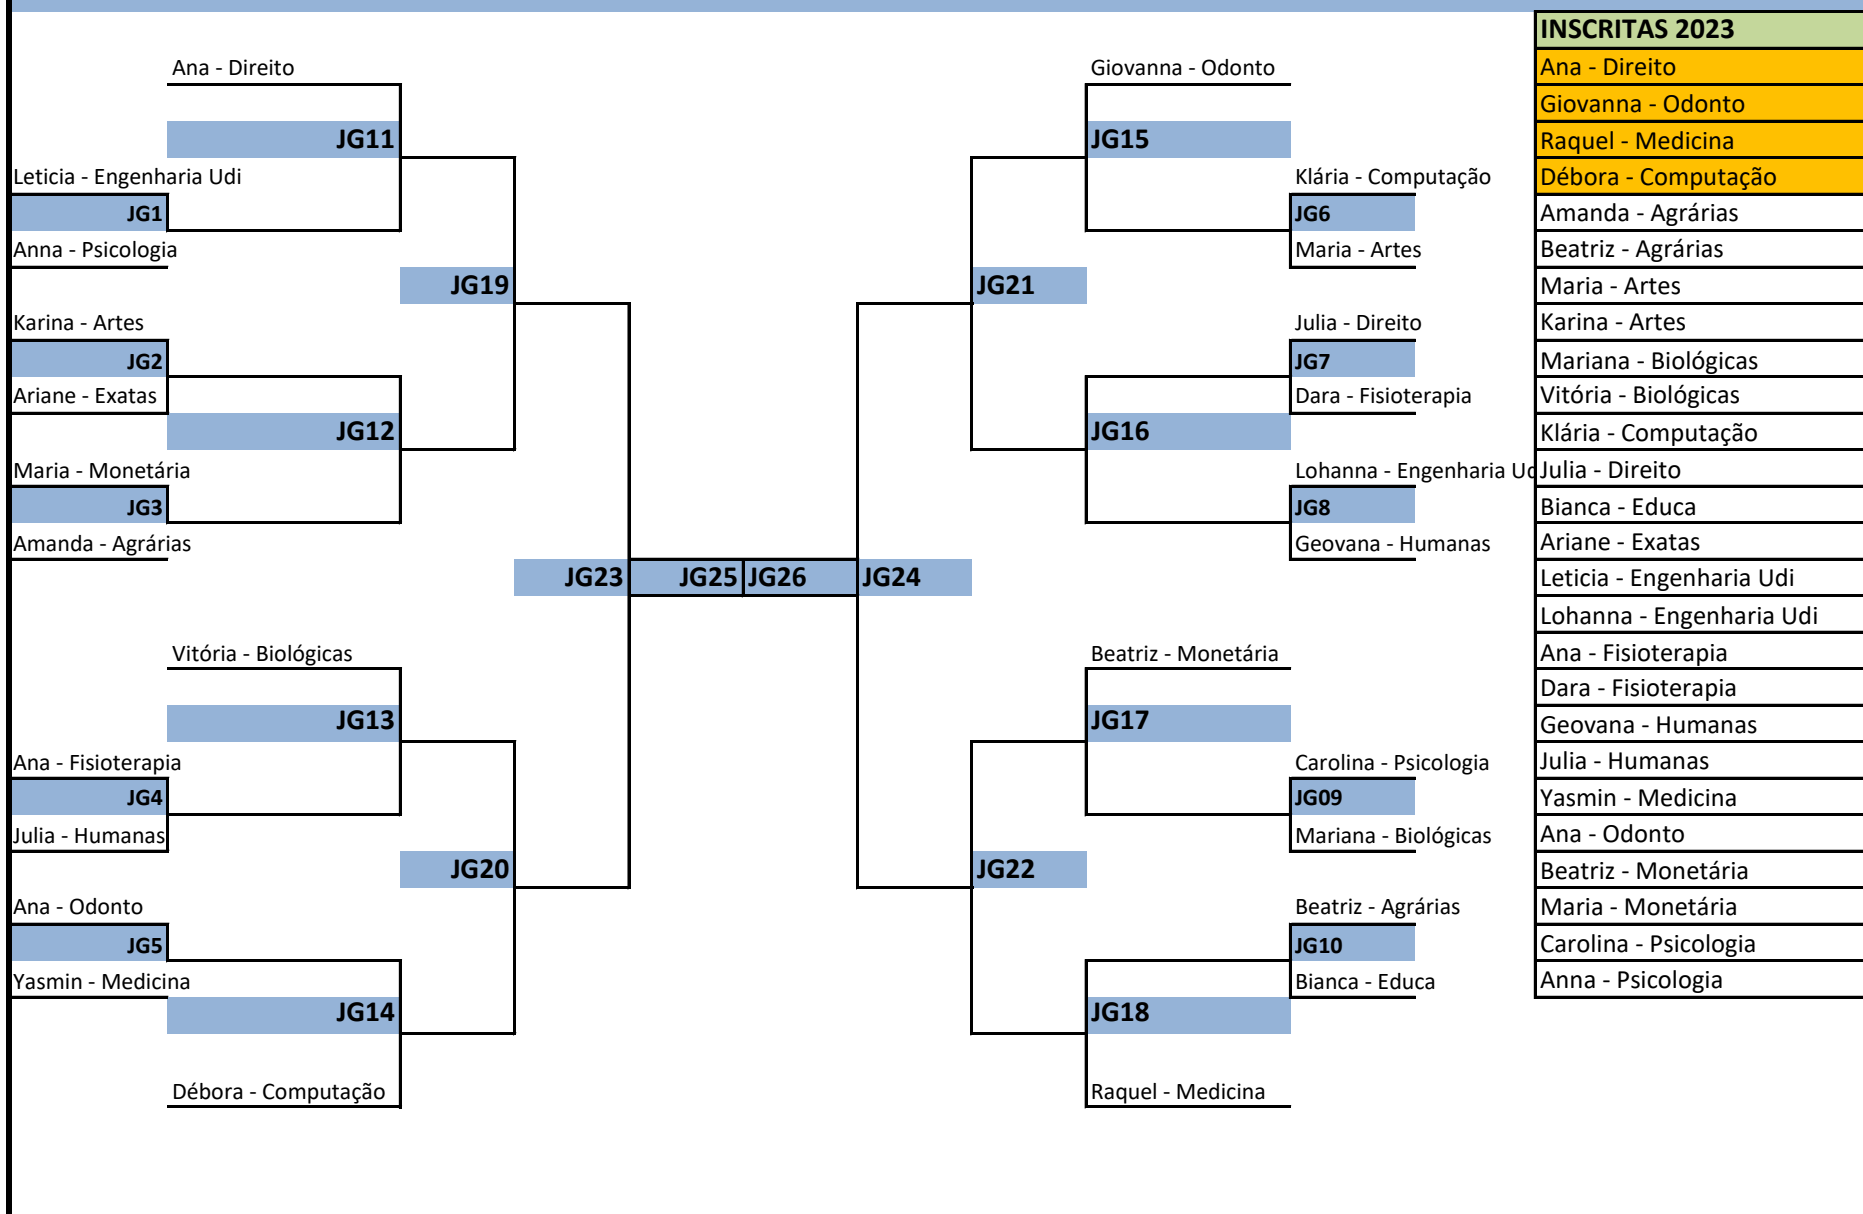 INSCRITAS 2023
Ana - Direito
Giovanna - Odonto
Ana - Direito
Giovanna - Odonto
JG11
JG15
Raquel - Medicina
Leticia - Engenharia Udi
Klária - Computação
Débora - Computação
JG1
JG6
Amanda - Agrárias
Anna - Psicologia
Maria - Artes
Beatriz - Agrárias
JG19
JG21
Maria - Artes
Karina - Artes
Julia - Direito
Karina - Artes
JG2
JG7
Mariana - Biológicas
Ariane - Exatas
Dara - Fisioterapia
Vitória - Biológicas
JG12
JG16
Klária - Computação
Maria - Monetária
Lohanna - Engenharia Ud
Julia - Direito
JG3
JG8
Bianca - Educa
Amanda - Agrárias
Geovana - Humanas
Ariane - Exatas
JG23
JG25
JG26
JG24
Leticia - Engenharia Udi
Lohanna - Engenharia Udi
Vitória - Biológicas
Beatriz - Monetária
Ana - Fisioterapia
Dara - Fisioterapia
JG13
JG17
Geovana - Humanas
Ana - Fisioterapia
Carolina - Psicologia
Julia - Humanas
JG4
JG09
Yasmin - Medicina
Julia - Humanas
Mariana - Biológicas
Ana - Odonto
JG20
JG22
Beatriz - Monetária
Ana - Odonto
Beatriz - Agrárias
Maria - Monetária
JG5
JG10
Carolina - Psicologia
Yasmin - Medicina
Bianca - Educa
Anna - Psicologia
JG14
JG18
Débora - Computação
Raquel - Medicina